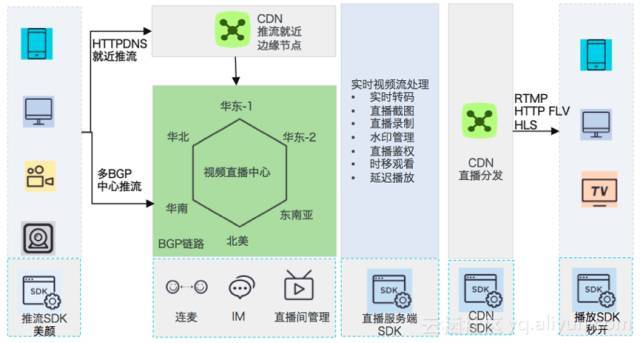 HTTPDNS
就近推流
多BGP
中心推流
推流SDK
美颜
CDN
推流就近
边缘节点
华东-1
华北
华东-2
视频直播中心
华南
东南亚
北美
BGP链路
连麦
IM
直播间管理
实时视频流处理
• 实时转码
• 直播截图
• 直播录制
• 水印管理
• 直播鉴权
• 时移观看
• 延迟播放
SDK
直播服务端
SDK
CDN
直播分发
SDK
CDN
SDK
RTMP
HTTP FLV
HLS
TV
SDK
播放SDK
秒开
SDK
yq.aliyun.com